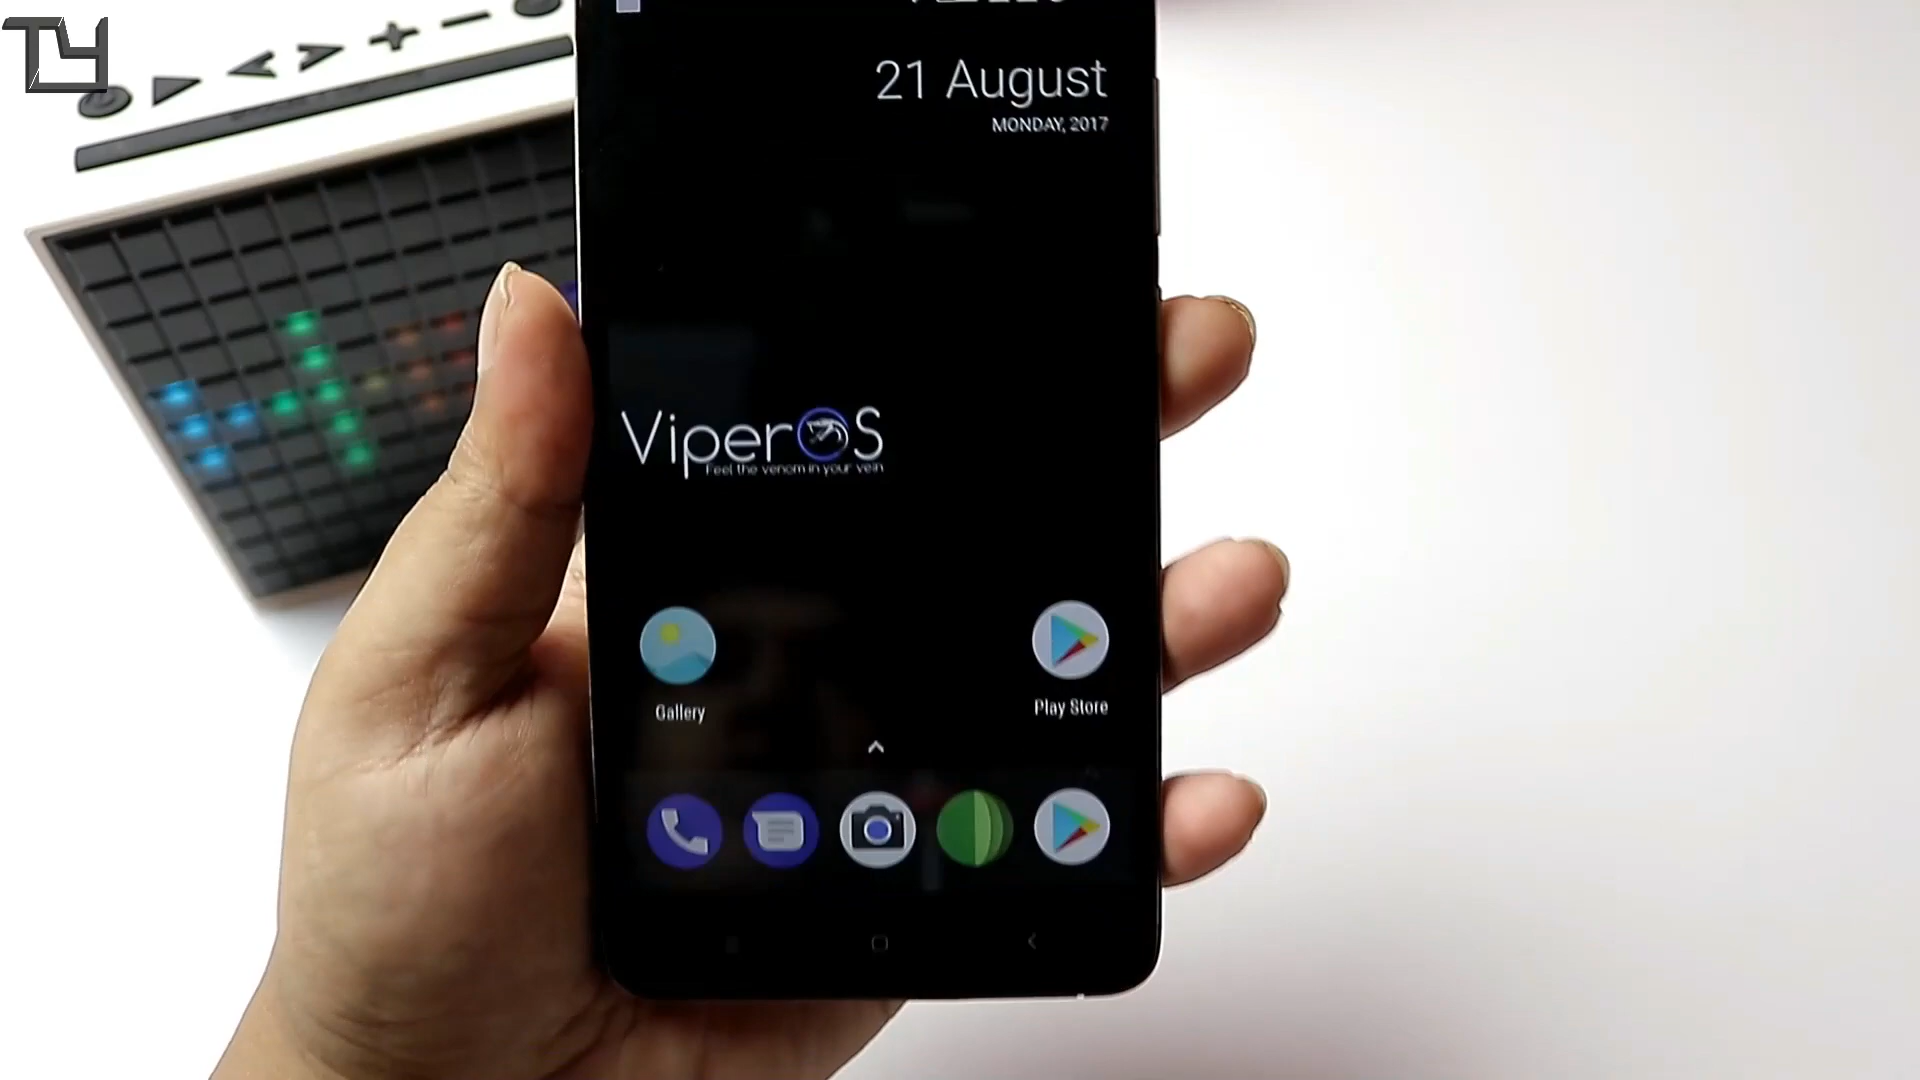 TY
21 August
MONDAY, 2017
ViperOS
Feel the venom in your vein
Gallery
Play Store